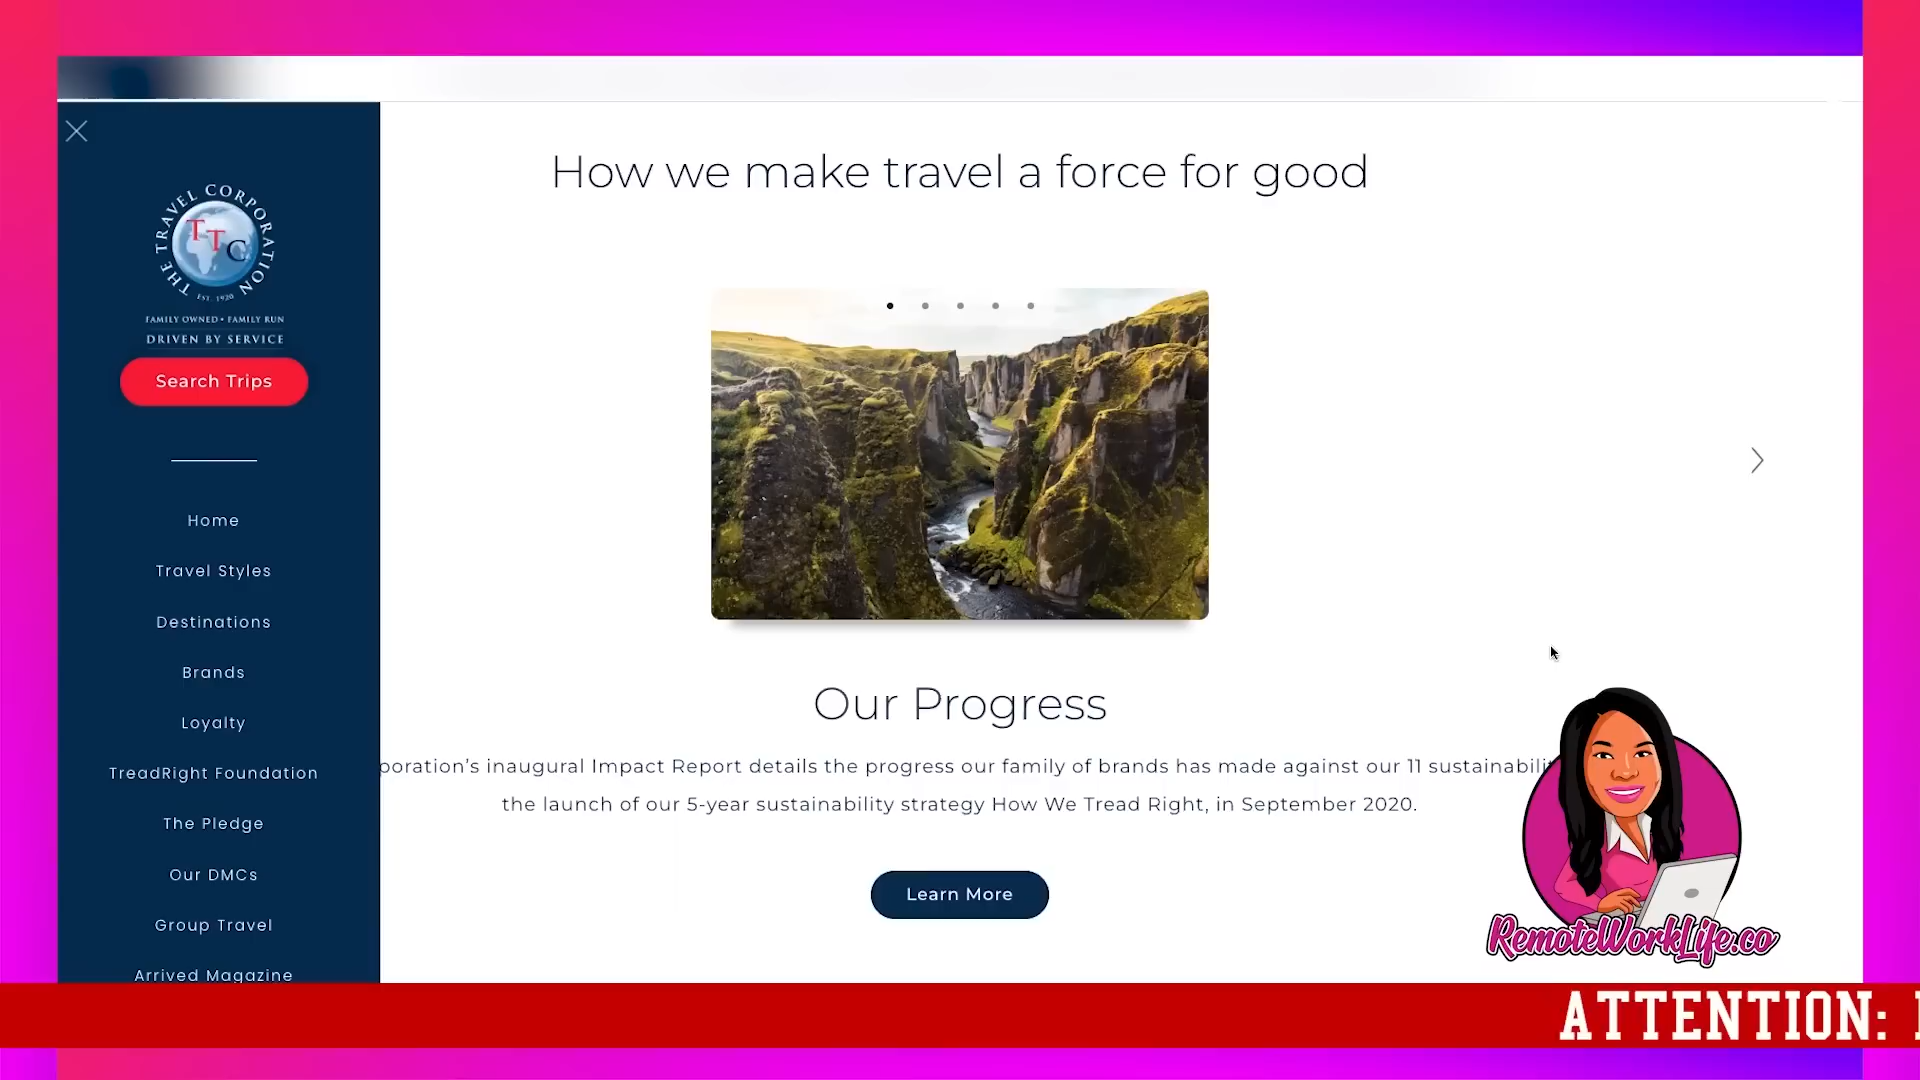 How we make travel a force for good
THE TRAVEL CORPORATION
TTC
EST. 1920
FAMILY OWNED • FAMILY RUN
DRIVEN BY SERVICE
Search Trips
Home
Travel Styles
Destinations
Brands
Loyalty
TreadRight Foundation
The Pledge
Our DMCs
Group Travel
Arrived Magazine
Our Progress
poration’s inaugural Impact Report details the progress our family of brands has made against our 11 sustainabili
the launch of our 5-year sustainability strategy How We Tread Right, in September 2020.
Learn More
RemoteWorkLife.co
ATTENTION: